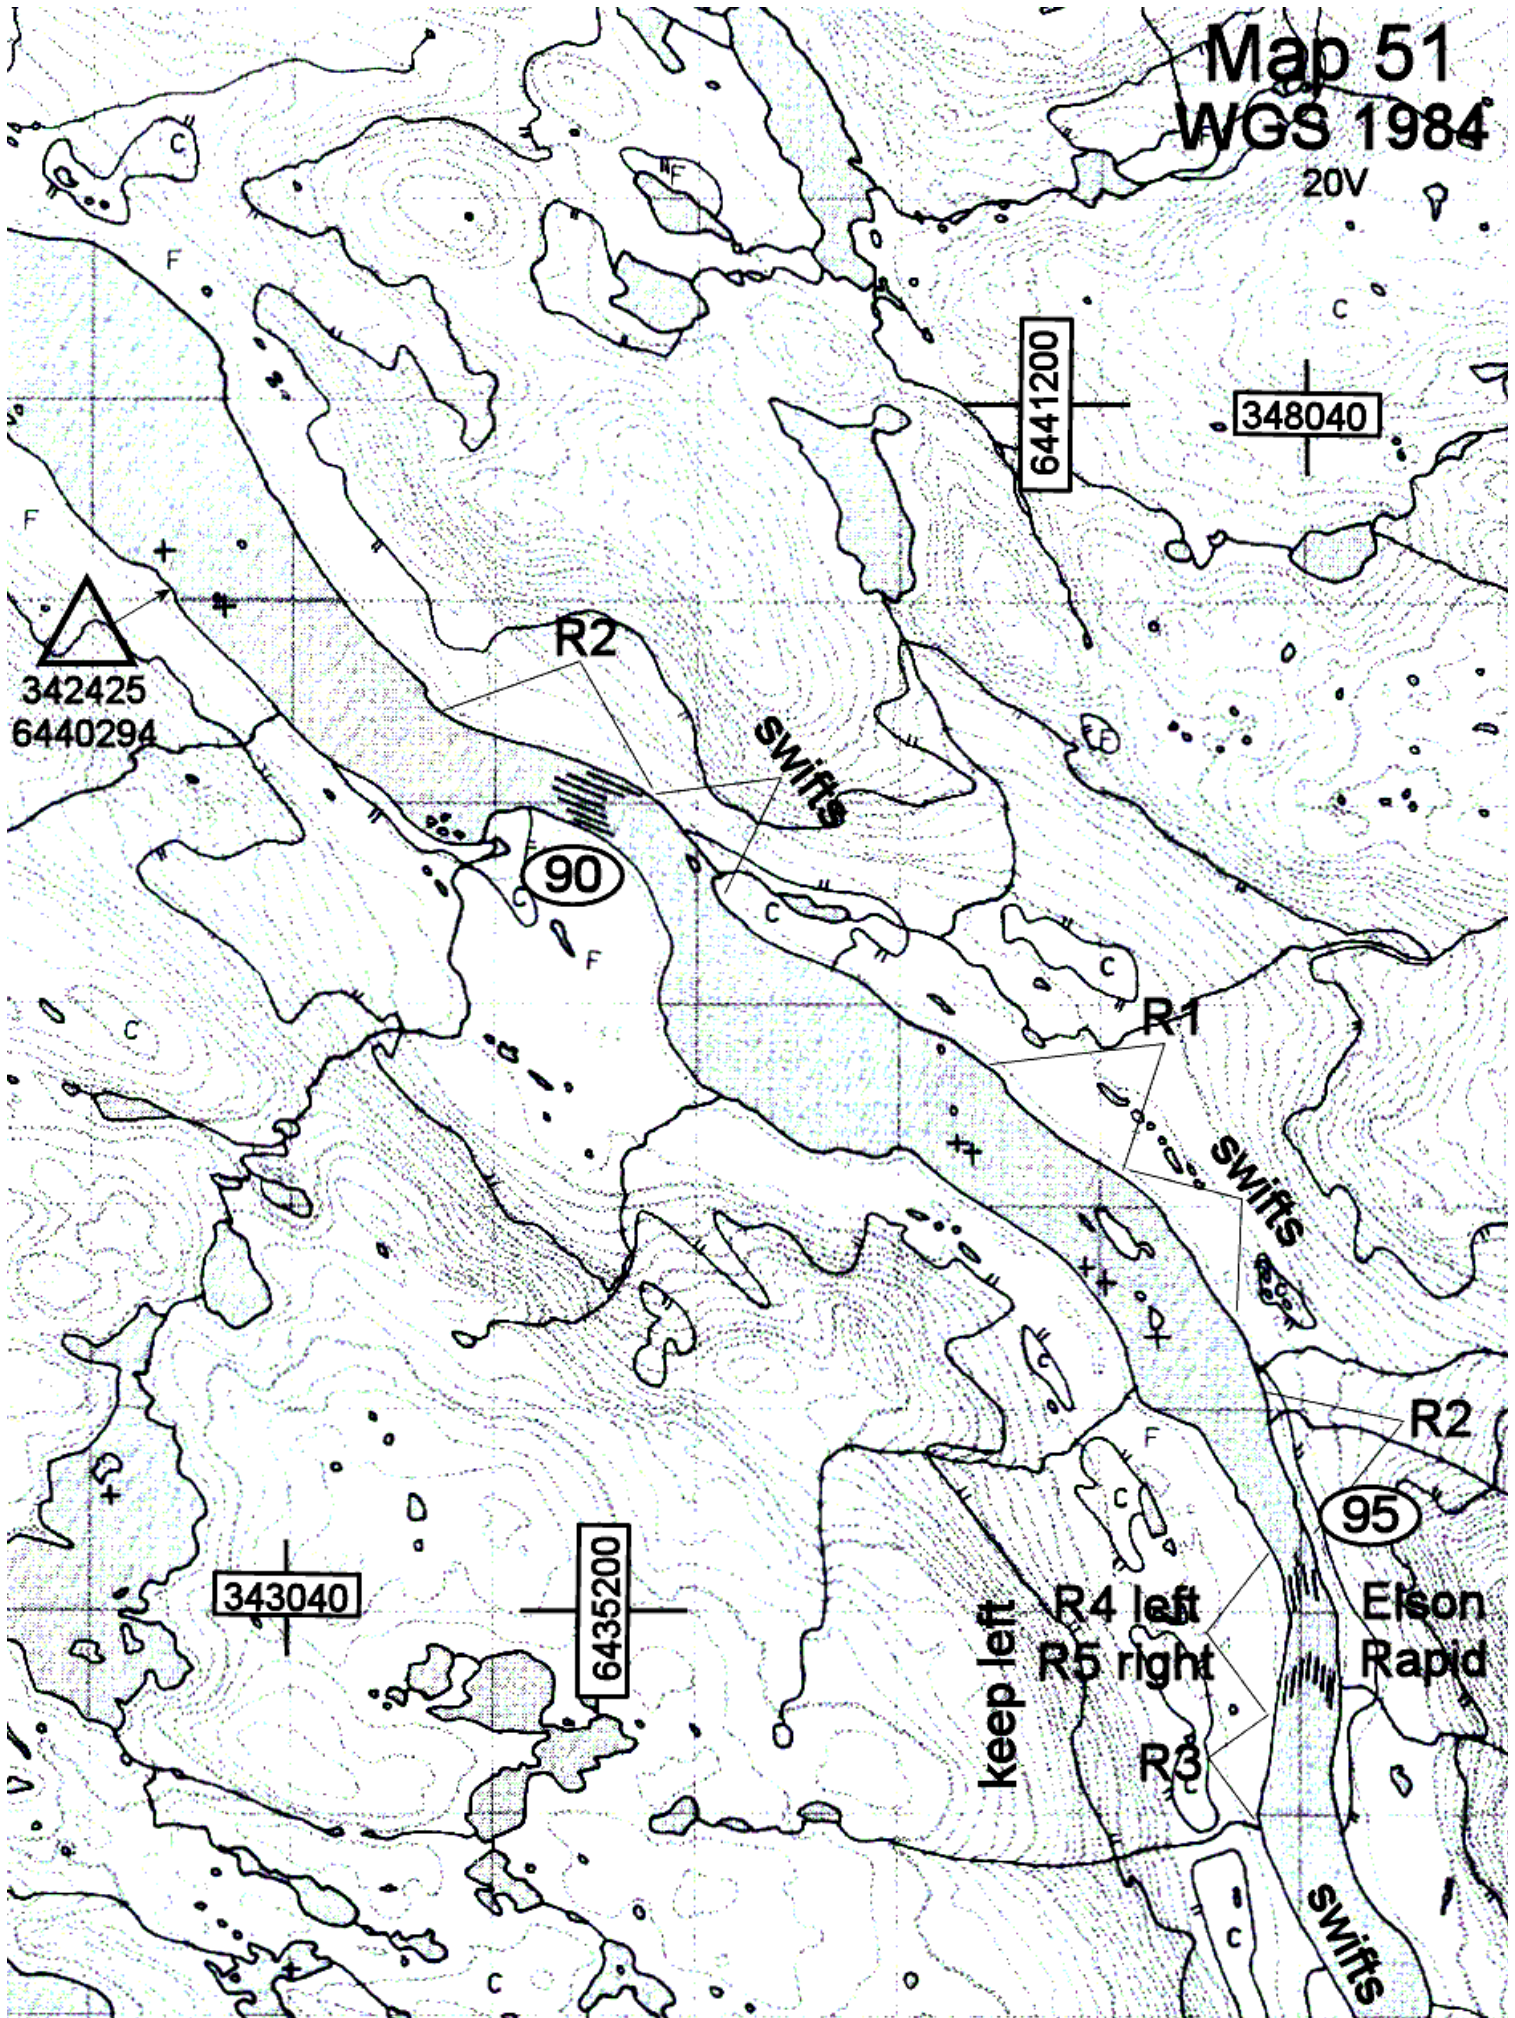 Map 51
WGS 1984
20V
C
F
F
C
6441200
348040
F
342425
6440294
R2
swifts
F
90
C
F
C
R1
C
swifts
R2
F
C
95
343040
6435200
keep left
R4 left
R5 right
Elson
Rapid
R3
C
swifts
C
C